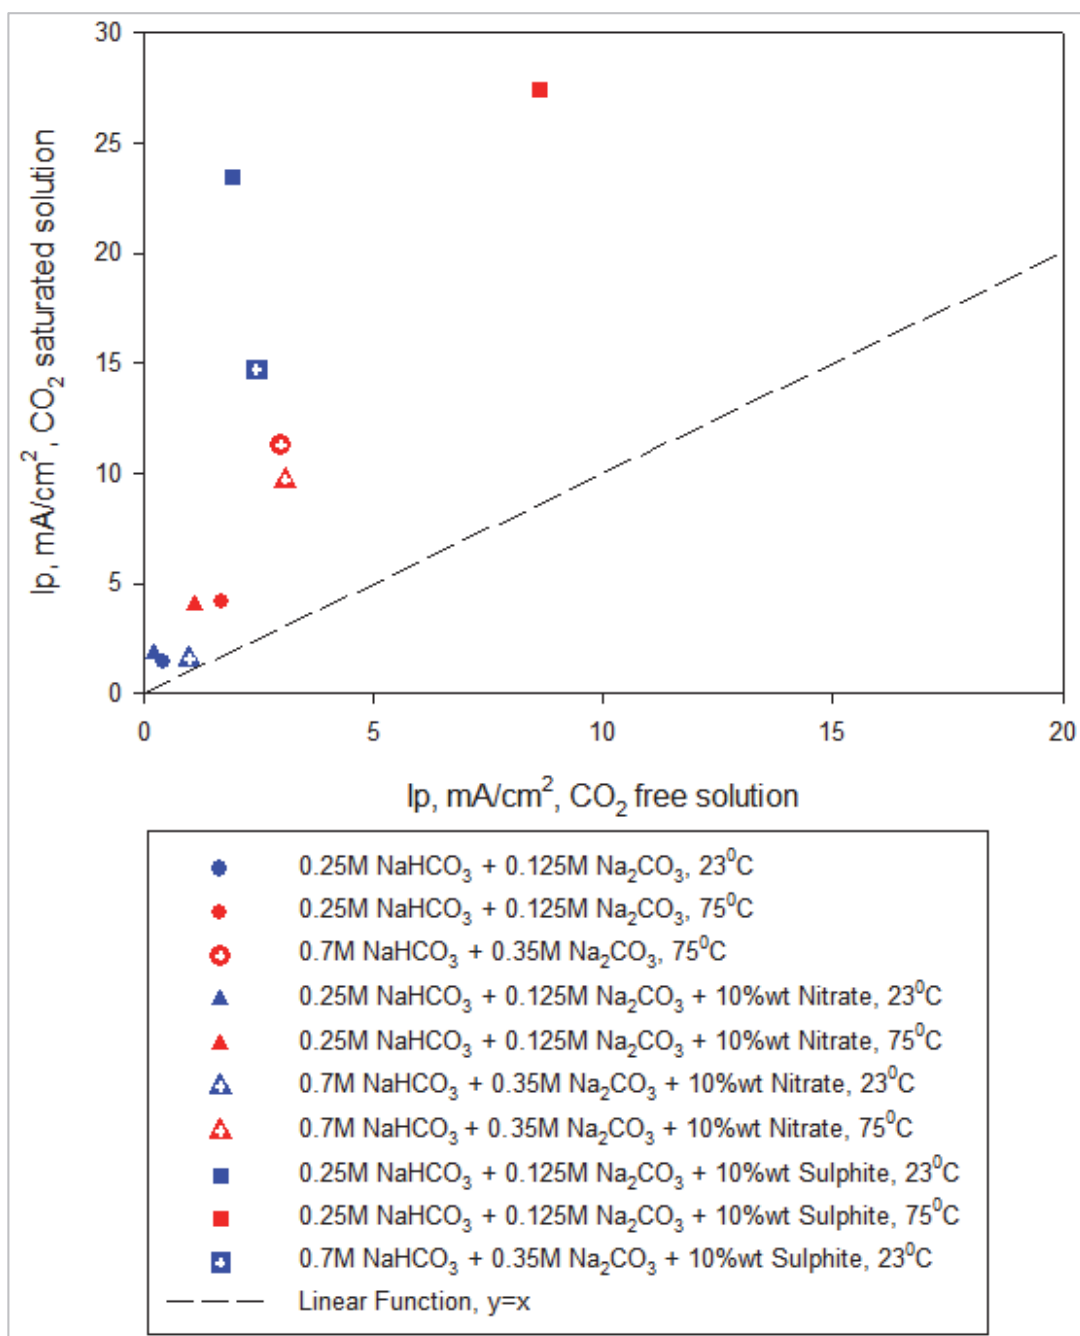 30
25
20
15
10
5
0
Ip, mA/cm², CO₂ saturated solution
0 5 10 15 20
Ip, mA/cm², CO₂ free solution
0.25M NaHCO₃ + 0.125M Na₂CO₃, 23⁰C
0.25M NaHCO₃ + 0.125M Na₂CO₃, 75⁰C
0.7M NaHCO₃ + 0.35M Na₂CO₃, 75⁰C
0.25M NaHCO₃ + 0.125M Na₂CO₃ + 10%wt Nitrate, 23⁰C
0.25M NaHCO₃ + 0.125M Na₂CO₃ + 10%wt Nitrate, 75⁰C
0.7M NaHCO₃ + 0.35M Na₂CO₃ + 10%wt Nitrate, 23⁰C
0.7M NaHCO₃ + 0.35M Na₂CO₃ + 10%wt Nitrate, 75⁰C
0.25M NaHCO₃ + 0.125M Na₂CO₃ + 10%wt Sulphite, 23⁰C
0.25M NaHCO₃ + 0.125M Na₂CO₃ + 10%wt Sulphite, 75⁰C
0.7M NaHCO₃ + 0.35M Na₂CO₃ + 10%wt Sulphite, 23⁰C
Linear Function, y=x